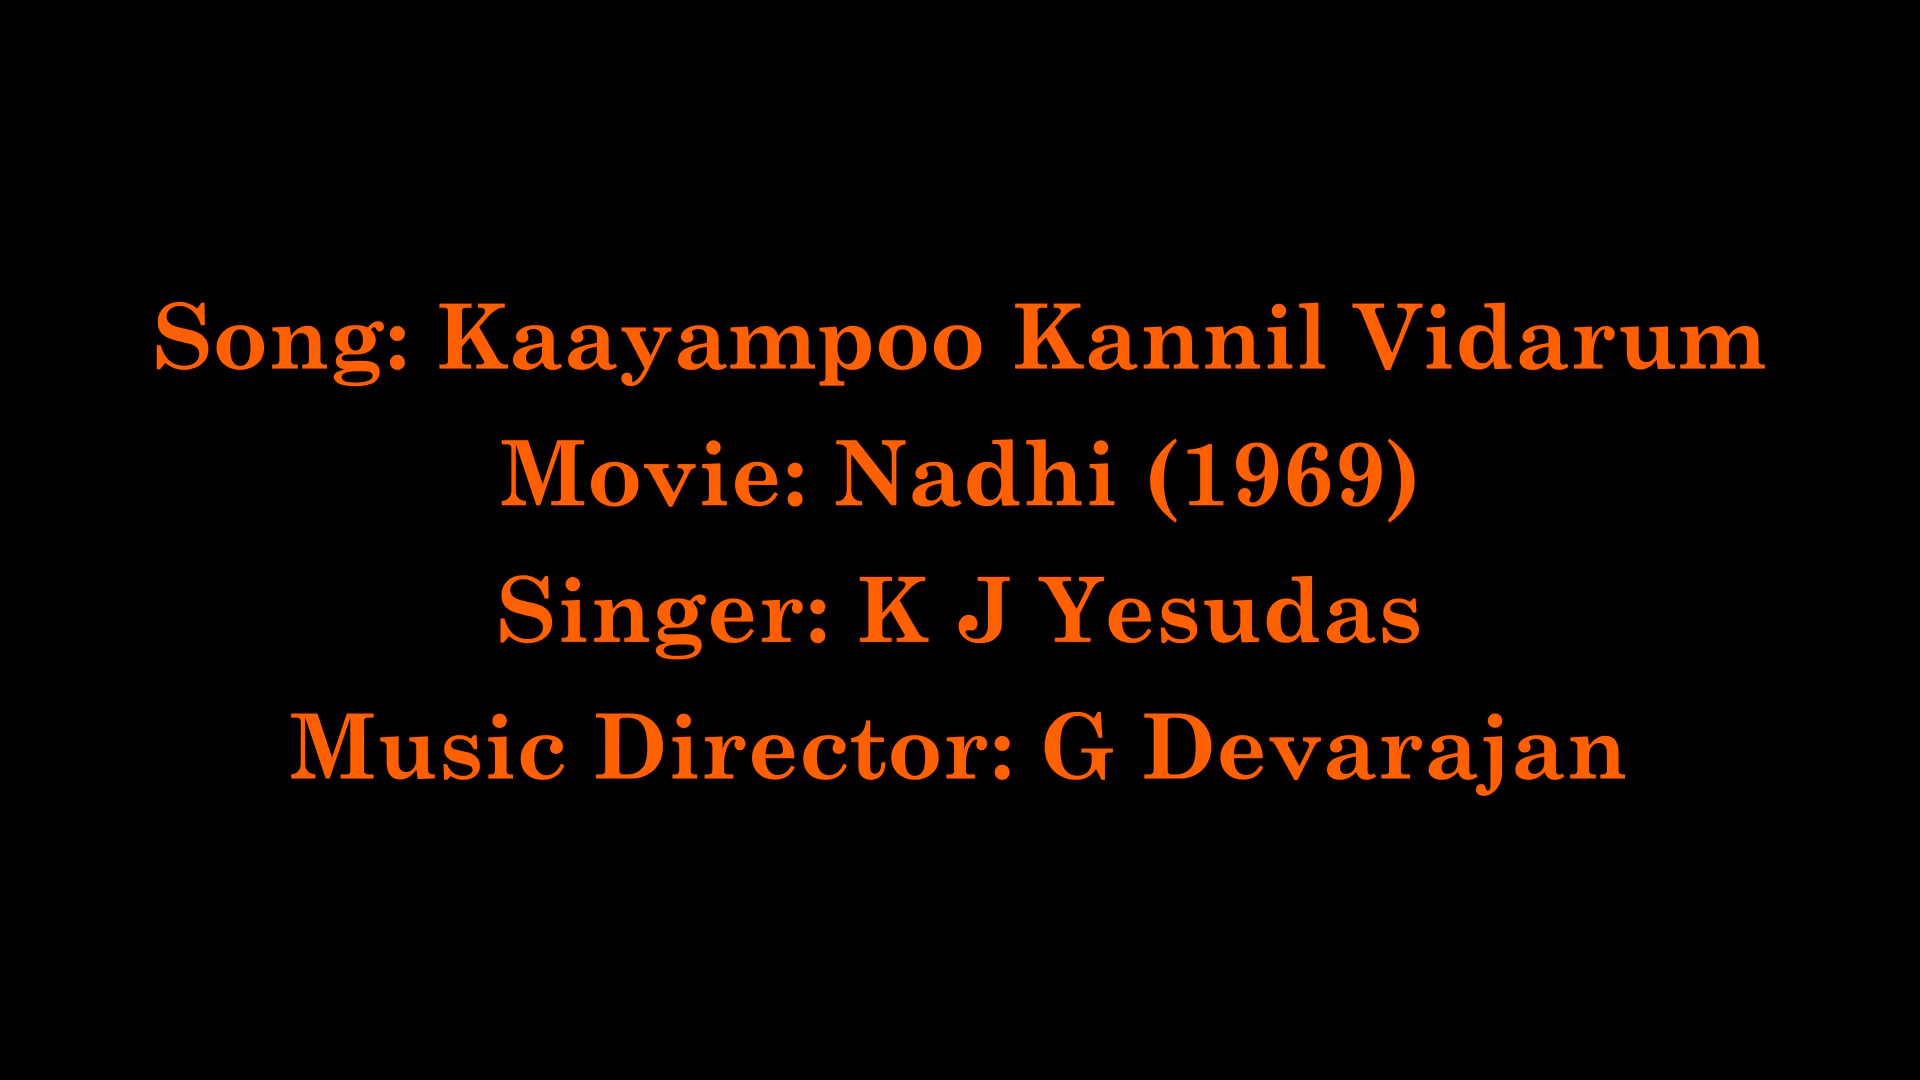 Song: Kaayampoo Kannil Vidarum
Movie: Nadhi (1969)
Singer: K J Yesudas
Music Director: G Devarajan